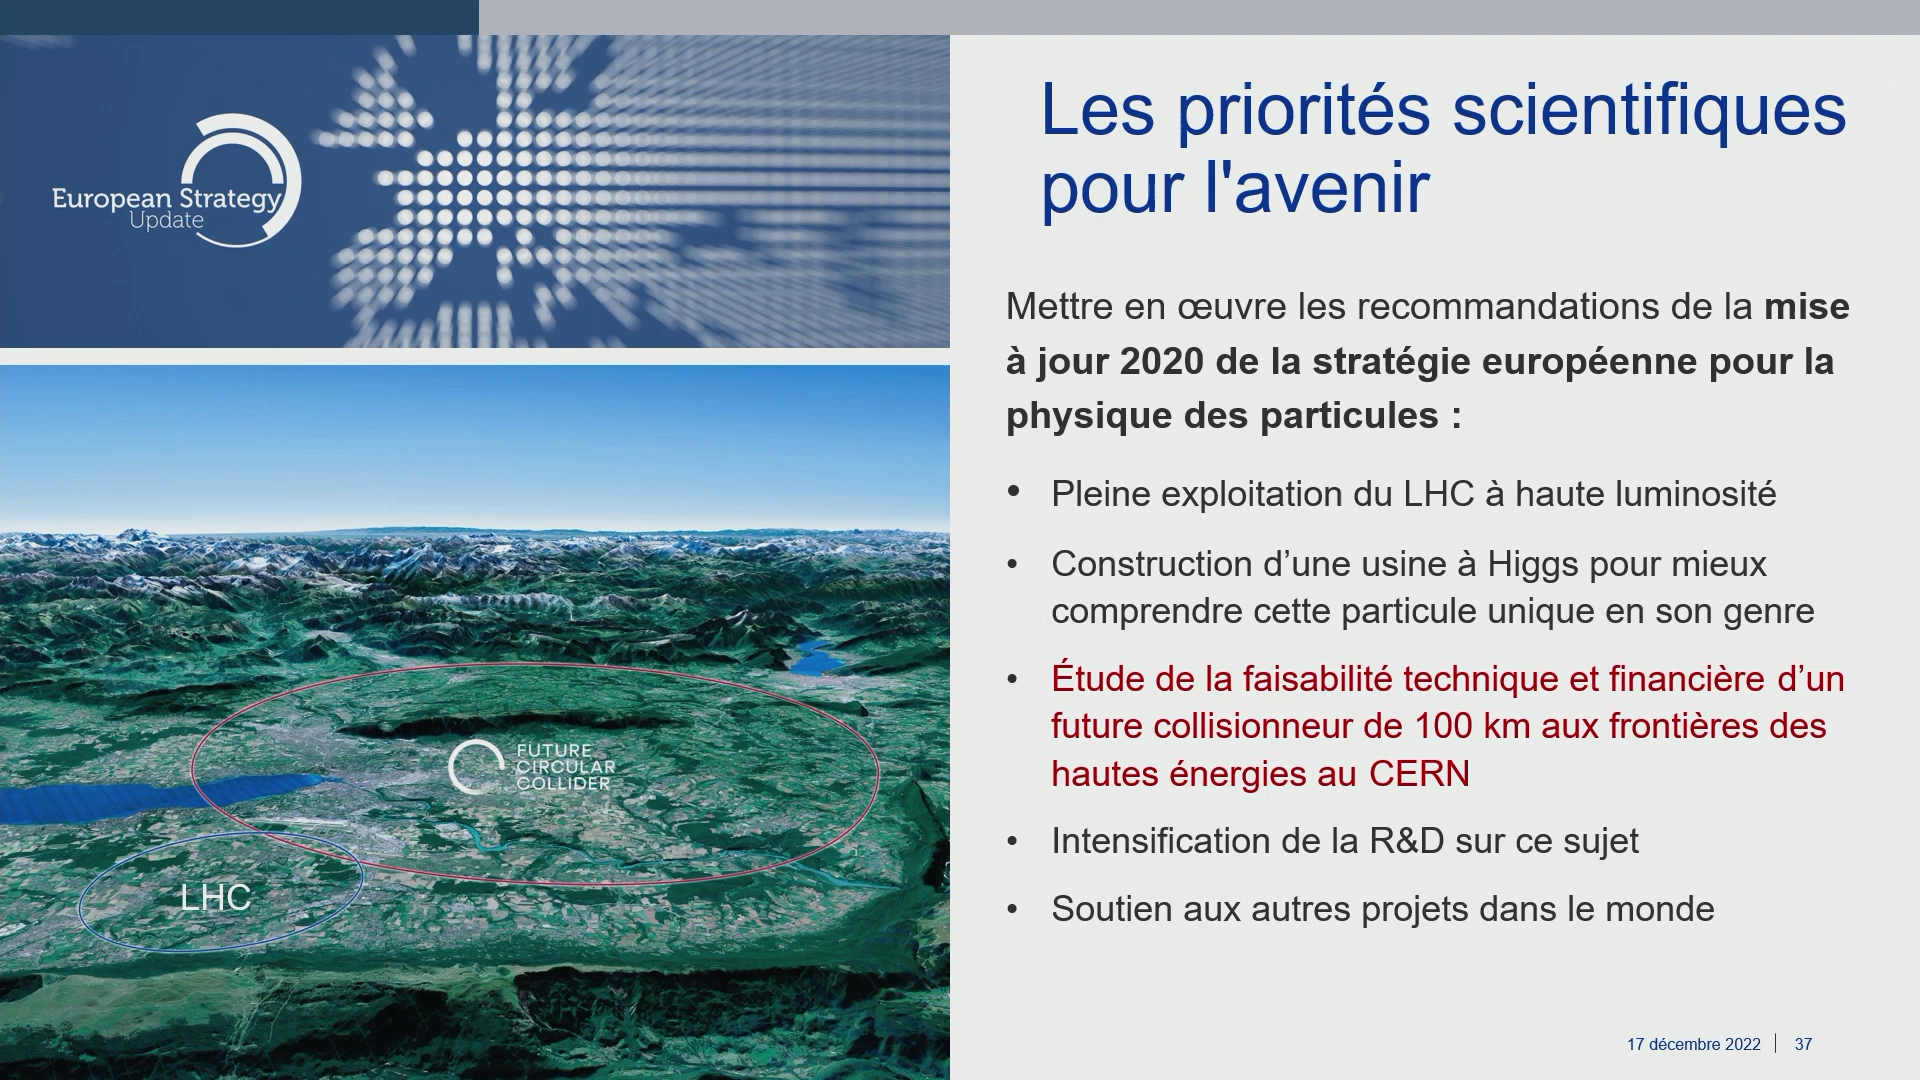 European Strategy
Update
Les priorités scientifiques
pour l'avenir
Mettre en œuvre les recommandations de la mise
à jour 2020 de la stratégie européenne pour la
physique des particules :
• Pleine exploitation du LHC à haute luminosité
• Construction d’une usine à Higgs pour mieux
comprendre cette particule unique en son genre
• Étude de la faisabilité technique et financière d’un
future collisionneur de 100 km aux frontières des
hautes énergies au CERN
• Intensification de la R&D sur ce sujet
• Soutien aux autres projets dans le monde
FUTURE
CIRCULAR
COLLIDER
LHC
17 décembre 2022 | 37